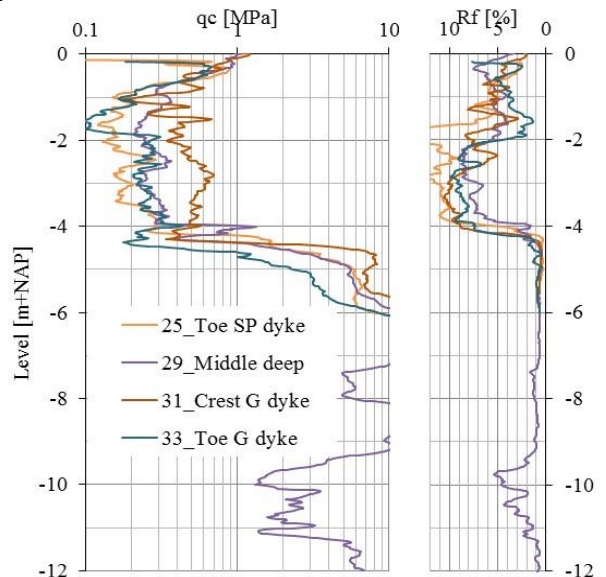 qc [MPa]
Rf [%]
0.1 1 10
10 5 0
0 0
-2 -2
-4 -4
-6 -6
-8 -8
-10 -10
-12 -12
Level [m+NAP]
25_Toe SP dyke
29_Middle deep
31_Crest G dyke
33_Toe G dyke